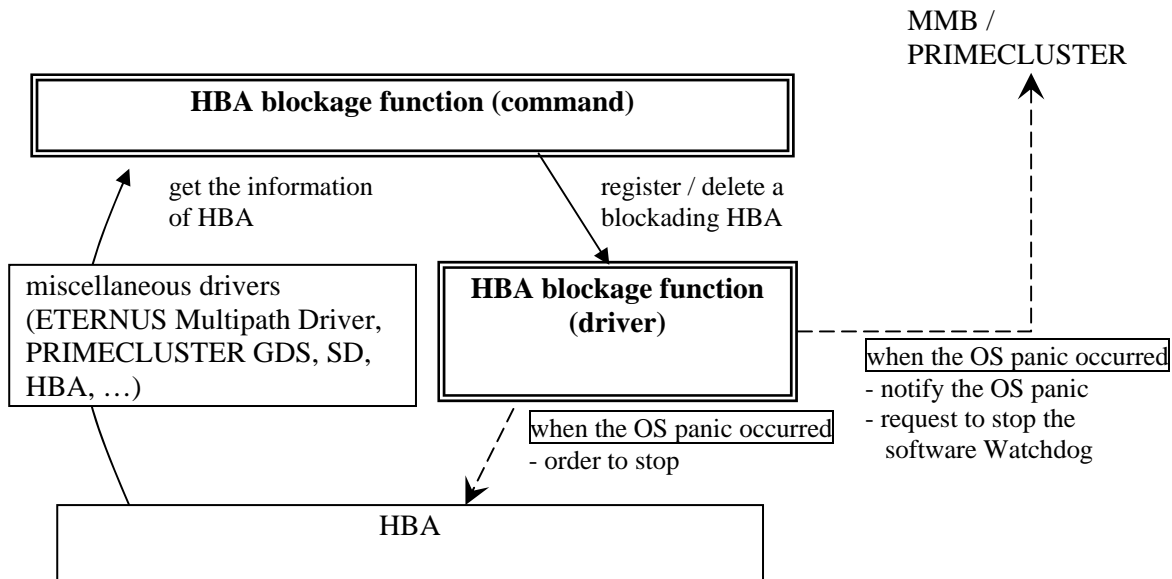 MMB /
PRIMECLUSTER
HBA blockage function (command)
get the information
of HBA
register / delete a
blockading HBA
miscellaneous drivers
(ETERNUS Multipath Driver,
PRIMECLUSTER GDS, SD,
HBA, …)
HBA blockage function
(driver)
when the OS panic occurred
- notify the OS panic
- request to stop the
software Watchdog
when the OS panic occurred
- order to stop
HBA